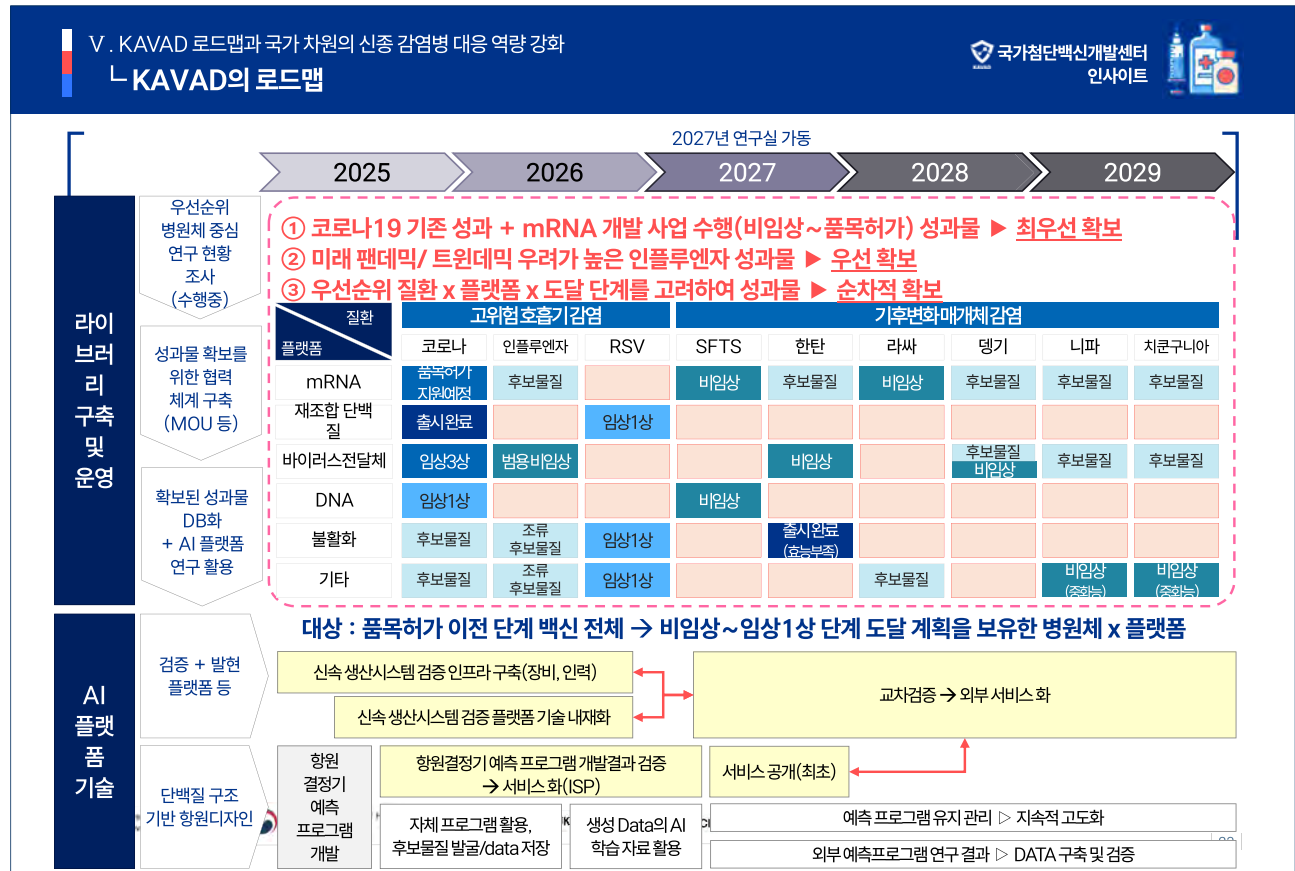 Ⅴ. KAVAD 로드맵과 국가 차원의 신종 감염병 대응 역량 강화
└ KAVAD의 로드맵
국가첨단백신개발센터
인사이트
KAVAD
2027년 연구실 가동
2025 2026 2027 2028 2029
라이
브러
리
구축
및
운영
우선순위
병원체 중심
연구 현황
조사
(수행중)
성과물 확보를
위한 협력
체계 구축
(MOU 등)
확보된 성과물
DB화
+ AI 플랫폼
연구 활용
① 코로나19 기존 성과 + mRNA 개발 사업 수행(비임상~품목허가) 성과물 ▶ 최우선 확보
② 미래 팬데믹/ 트윈데믹 우려가 높은 인플루엔자 성과물 ▶ 우선 확보
③ 우선순위 질환 x 플랫폼 x 도달 단계를 고려하여 성과물 ▶ 순차적 확보
질환
플랫폼
고위험 호흡기 감염 기후변화 매개체 감염
코로나 인플루엔자 RSV SFTS 한탄 라싸 뎅기 니파 치쿤구니아
mRNA
품목허가
지원예정
후보물질 비임상 후보물질 비임상 후보물질 후보물질 후보물질
재조합 단백
질
출시 완료 임상1상
바이러스전달체 임상3상 범용 비임상 비임상
후보물질
비임상
후보물질 후보물질
DNA 임상1상 비임상
불활화 후보물질
조류
후보물질
임상1상
출시 완료
(효능부족)
기타 후보물질
조류
후보물질
임상1상 후보물질
비임상
(중화능)
비임상
(중화능)
대상 : 품목허가 이전 단계 백신 전체 → 비임상~임상1상 단계 도달 계획을 보유한 병원체 x 플랫폼
AI
플랫
폼
기술
검증 + 발현
플랫폼 등
신속 생산시스템 검증 인프라 구축(장비, 인력)
신속 생산시스템 검증 플랫폼 기술 내재화
교차검증 → 외부 서비스 화
단백질 구조
기반 항원디자인
항원
결정기
예측
프로그램
개발
항원결정기 예측 프로그램 개발결과 검증
→ 서비스 화(ISP)
서비스 공개(최초)
자체 프로그램 활용,
후보물질 발굴/data 저장
생성 Data의 AI
학습 자료 활용
예측 프로그램 유지 관리 ▷ 지속적 고도화
외부 예측프로그램 연구 결과 ▷ DATA 구축 및 검증